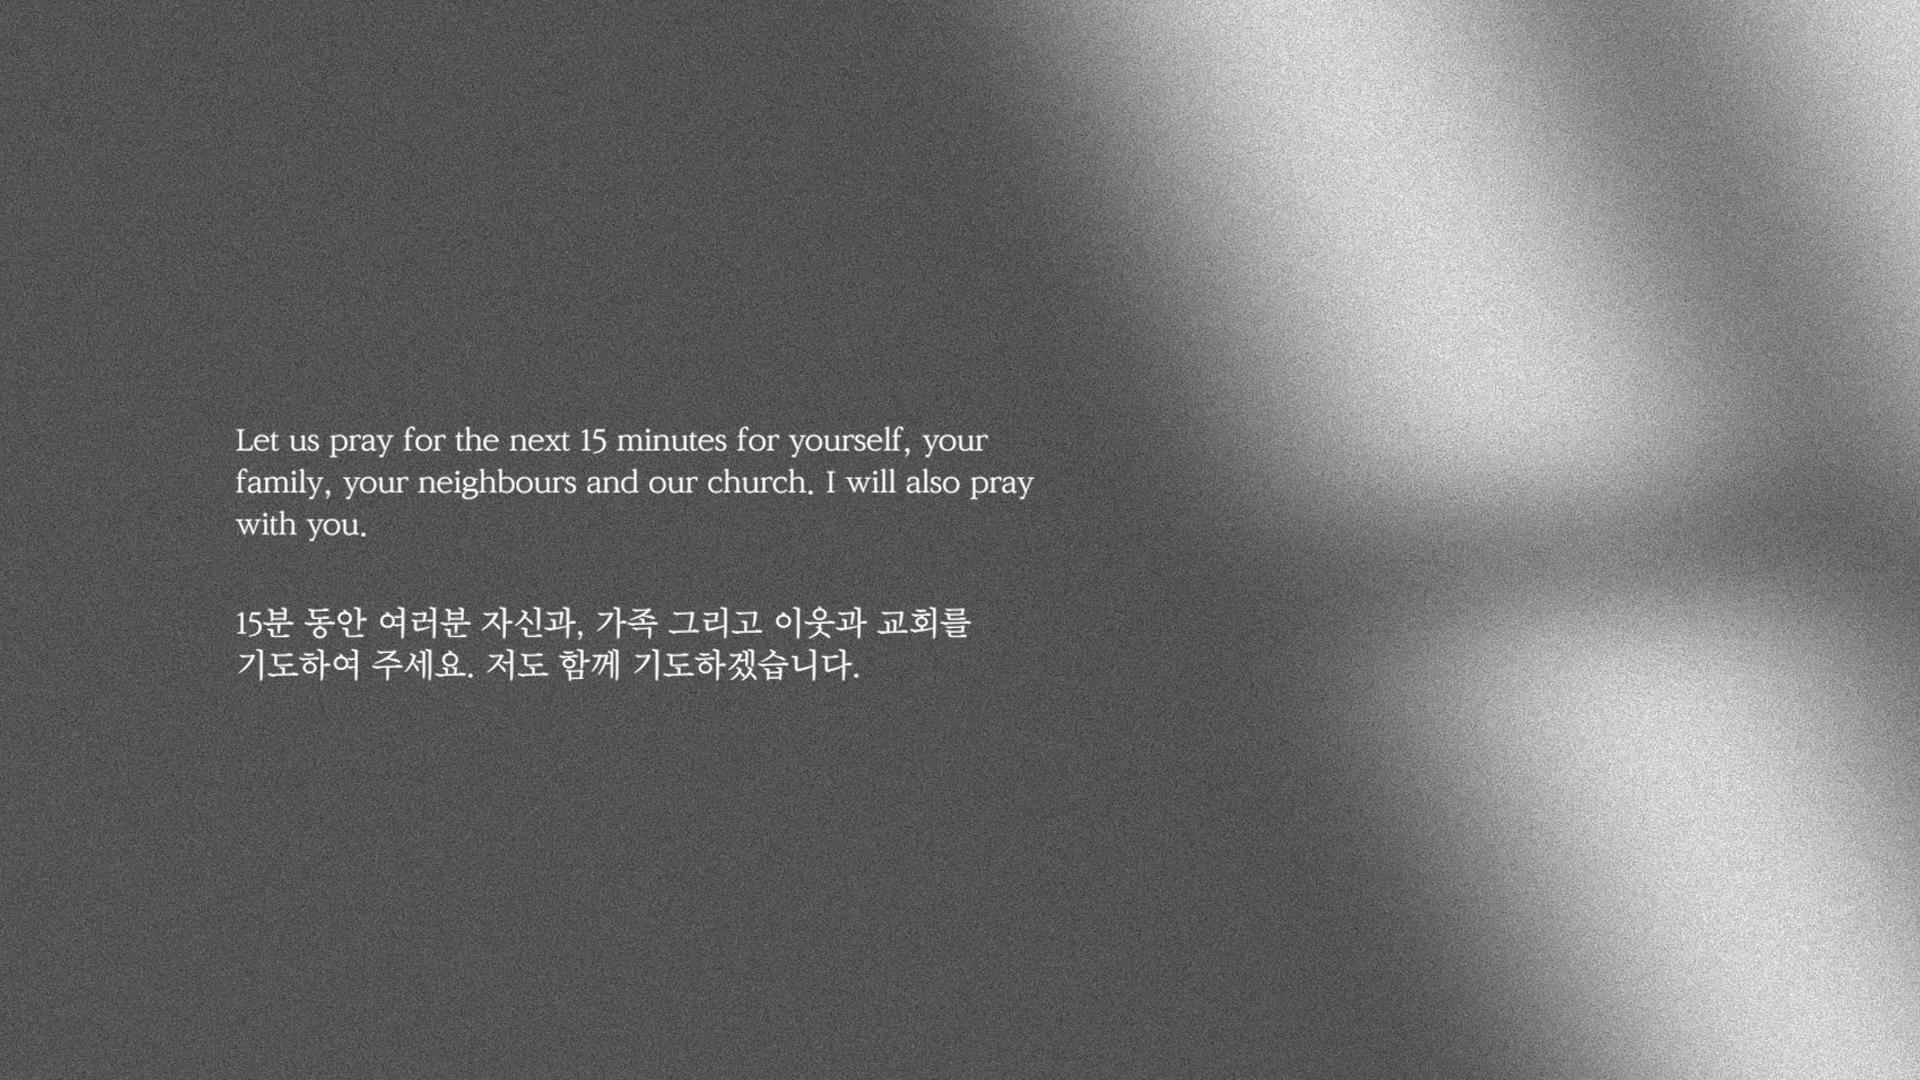 Let us pray for the next 15 minutes for yourself, your
family, your neighbours and our church. I will also pray
with you.
15분 동안 여러분 자신과, 가족 그리고 이웃과 교회를
기도하여 주세요. 저도 함께 기도하겠습니다.